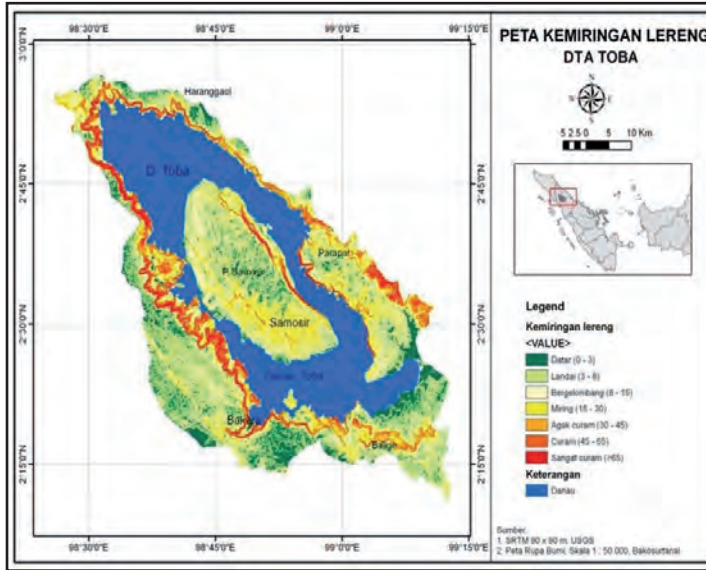 98°30'0"E 98°45'0"E 99°0'0"E 99°15'0"E
3°0'0"N
2°45'0"N
2°30'0"N
2°15'0"N
Haranggaol
D. Toba
Parapat
Samosir
Danau Toba
Bakara
98°30'0"E 98°45'0"E 99°0'0"E 99°15'0"E
3°0'0"N
2°45'0"N
2°30'0"N
2°15'0"N
PETA KEMIRINGAN LERENG
DTA TOBA
N
N E
S
5 2.5 0 5 10 Km
Legend
Kemiringan lereng
<VALUE>
Datar (0 - 3)
Landai (3 - 8)
Bergelombang (8 - 15)
Miring (15 - 30)
Agak curam (30 - 45)
Curam (45 - 65)
Sangat curam (>65)
Keterangan
Danau
Sumber:
1. SRTM 90 x 90 m, USGS
2. Peta Rupa Bumi, Skala 1 : 50.000, Bakosurtanal